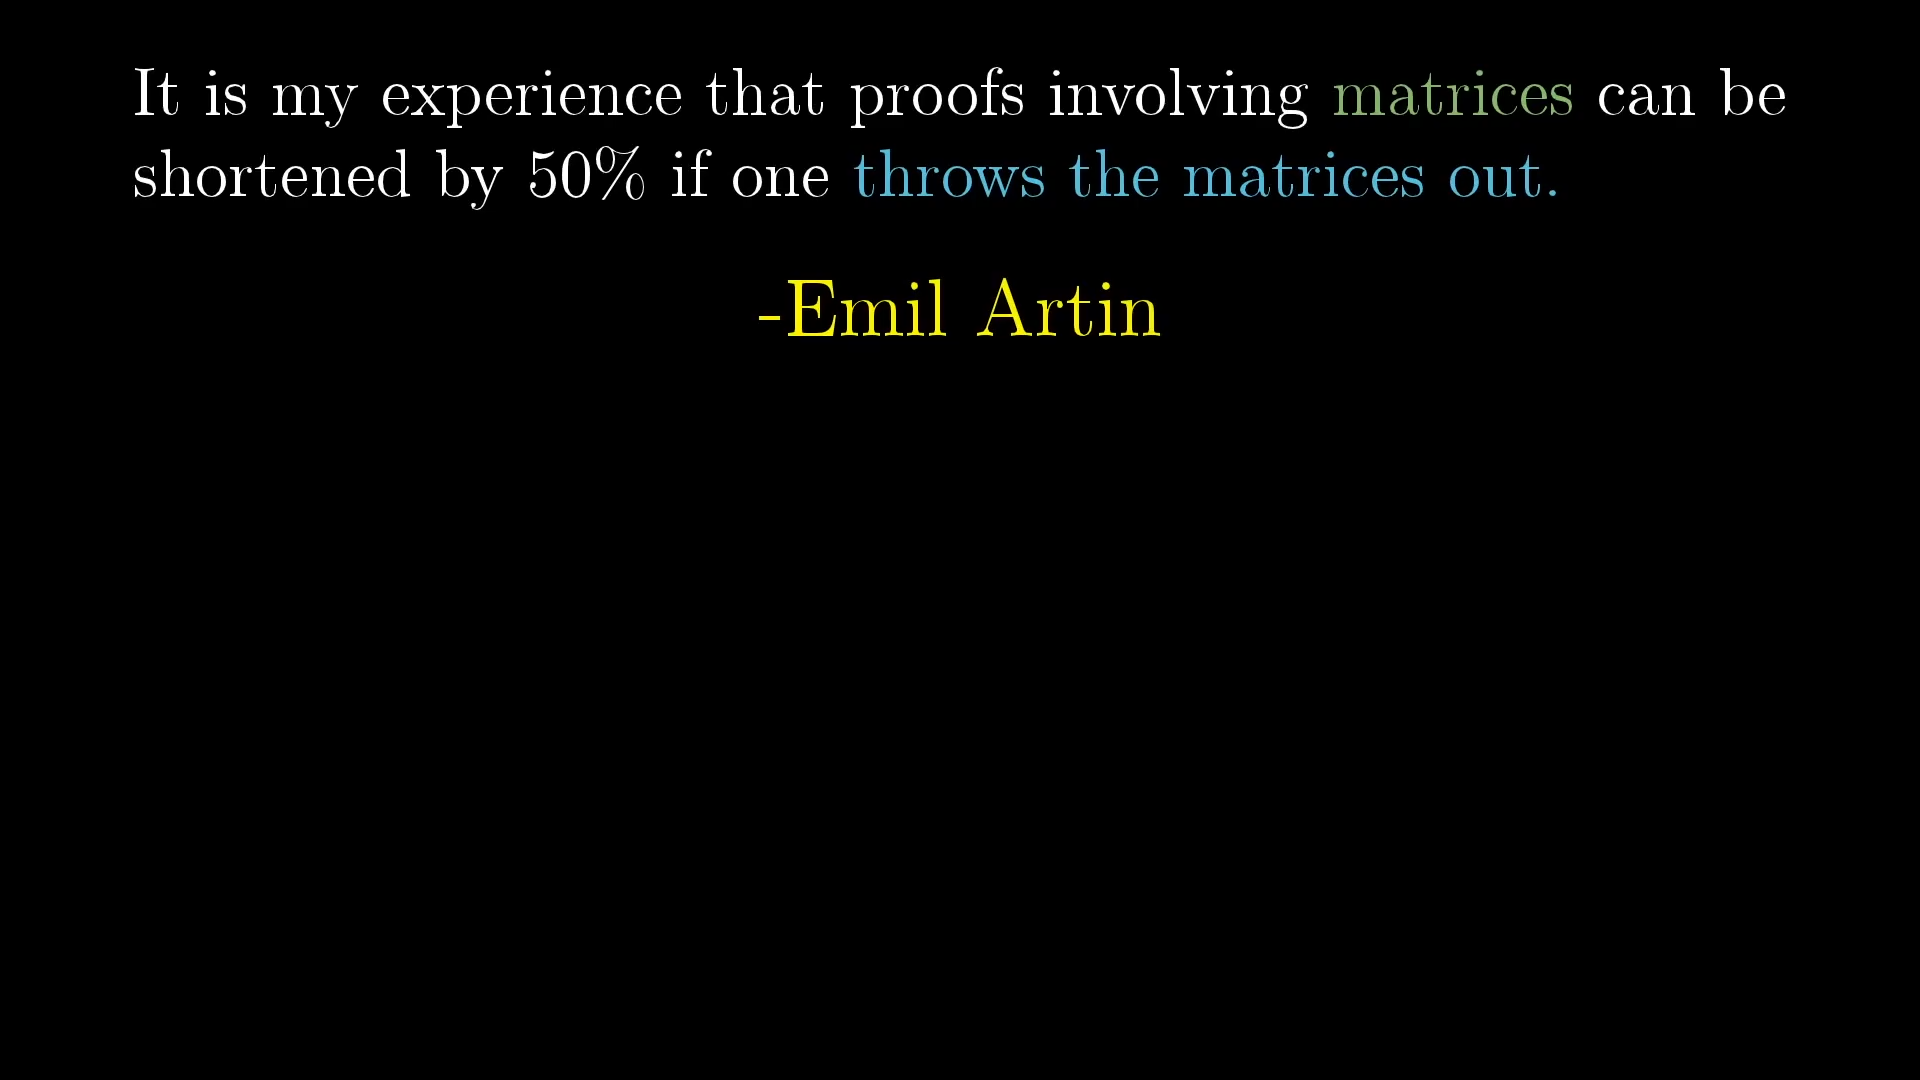 It is my experience that proofs involving matrices can be
shortened by 50% if one throws the matrices out.
-Emil Artin